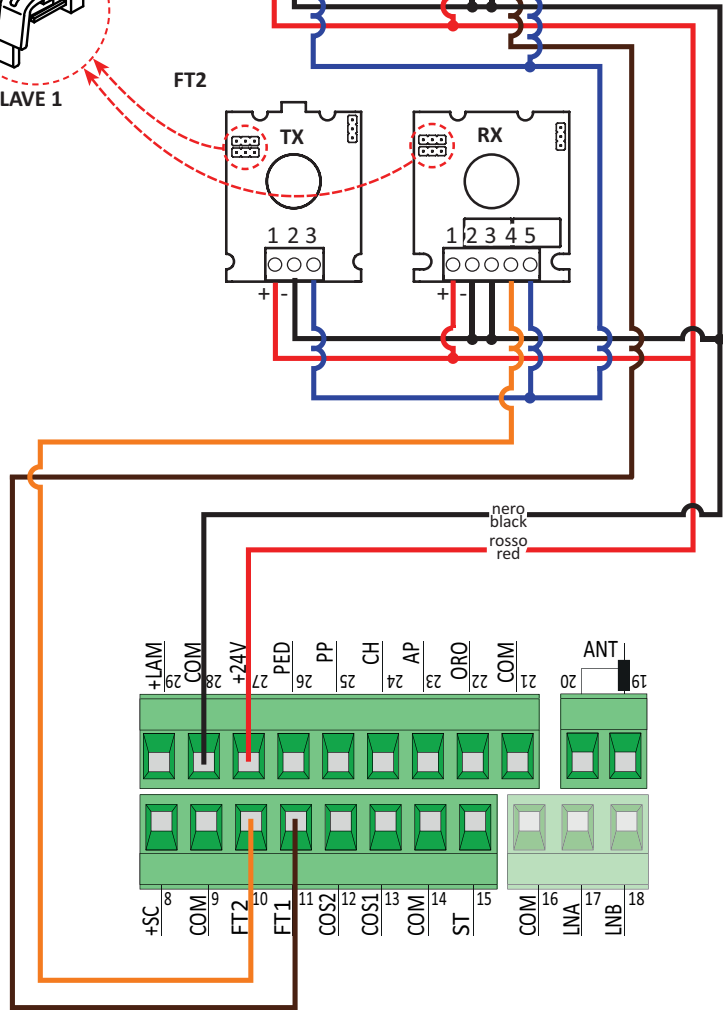 LAVE 1
FT2
TX
RX
1 2 3
1 2 3 4 5
+ -
+ -
nero
black
rosso
red
+LAM 29
COM 28
+24V 27
PED 26
PP 25
CH 24
AP 23
ORO 22
COM 21
ANT
20
19
+SC 8
COM 9
FT2 10
FT1 11
COS2 12
COS1 13
COM 14
ST 15
COM 16
LNA 17
LNB 18